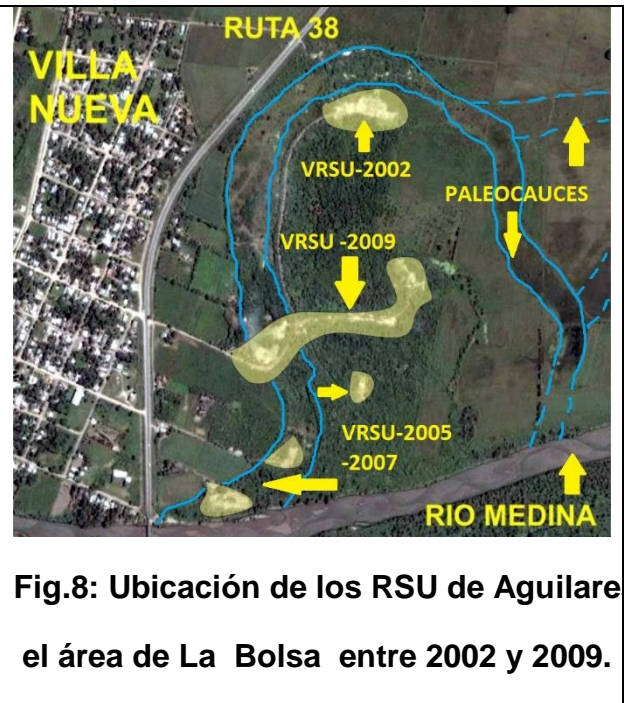 RUTA 38
VILLA
NUEVA
VRSU-2002
PALEOCAUCES
VRSU -2009
VRSU-2005
-2007
RIO MEDINA
Fig.8: Ubicación de los RSU de Aguilare
el área de La Bolsa entre 2002 y 2009.